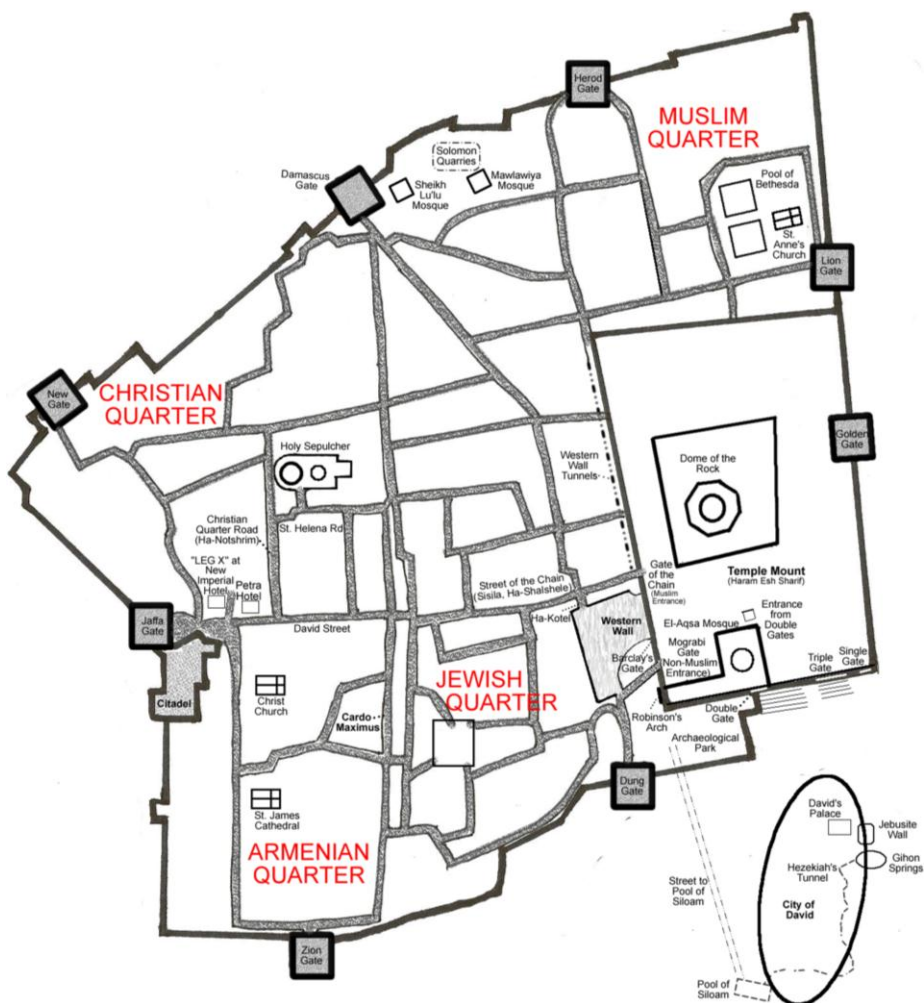 Herod
Gate
MUSLIM
QUARTER
Solomon
Quarries
Damascus
Gate
Sheikh
Lu'lu
Mosque
Mawlawiya
Mosque
Pool of
Bethesda
St.
Anne's
Church
Lion
Gate
New
Gate
CHRISTIAN
QUARTER
Golden
Gate
Holy Sepulcher
Western
Wall
Tunnels
Dome of the
Rock
Christian
Quarter Road
(Ha-Notshrim)
St. Helena Rd
"LEG X" at
New
Imperial
Hotel
Petra
Hotel
Street of the Chain
(Sisila, Ha-Shalshele)
Gate
of the
Chain
(Muslim
Entrance)
Temple Mount
(Haram Esh Sharif)
Jaffa
Gate
David Street
Ha-Kotel
Western
Wall
El-Aqsa Mosque
Entrance
from
Double
Gates
Mograbi
Gate
(Non-Muslim
Entrance)
Barclay's
Gate
Triple
Gate
Single
Gate
JEWISH
QUARTER
Citadel
Christ
Church
Cardo
Maximus
Robinson's
Arch
Double
Gate
Archaeological
Park
Dung
Gate
St. James
Cathedral
ARMENIAN
QUARTER
David's
Palace
Jebusite
Wall
Gihon
Springs
Hezekiah's
Tunnel
Street to
Pool of
Siloam
City of
David
Zion
Gate
Pool of
Siloam